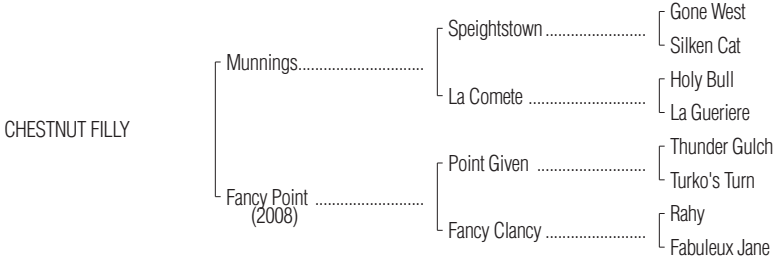 Gone West
Speightstown ........................
Silken Cat
Munnings..............................
Holy Bull
La Comete ............................
La Gueriere
CHESTNUT FILLY
Thunder Gulch
Point Given ..........................
Turko's Turn
Fancy Point ..........................
(2008)
Rahy
Fancy Clancy ........................
Fabuleux Jane